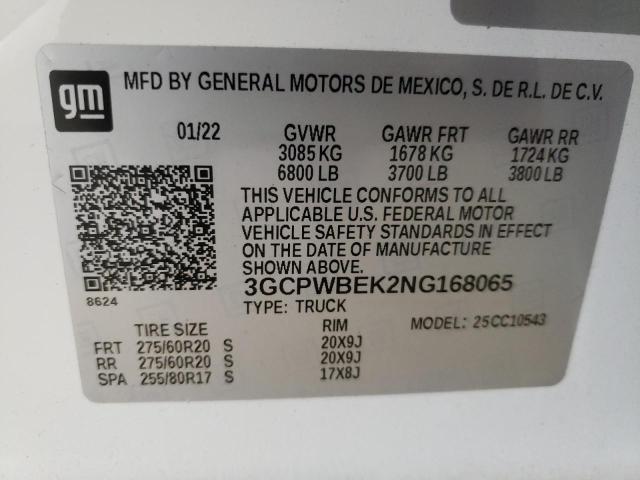 gm
MFD BY GENERAL MOTORS DE MEXICO, S. DE R.L. DE C.V.
01/22 GVWR GAWR FRT GAWR RR
3085 KG 1678 KG 1724 KG
6800 LB 3700 LB 3800 LB
THIS VEHICLE CONFORMS TO ALL
APPLICABLE U.S. FEDERAL MOTOR
VEHICLE SAFETY STANDARDS IN EFFECT
ON THE DATE OF MANUFACTURE
SHOWN ABOVE
3GCPWBEK2NG168065
8624
TYPE: TRUCK
TIRE SIZE RIM MODEL: 25CC10543
FRT 275/60R20 S 20X9J
RR 275/60R20 S 20X9J
SPA 255/80R17 S 17X8J